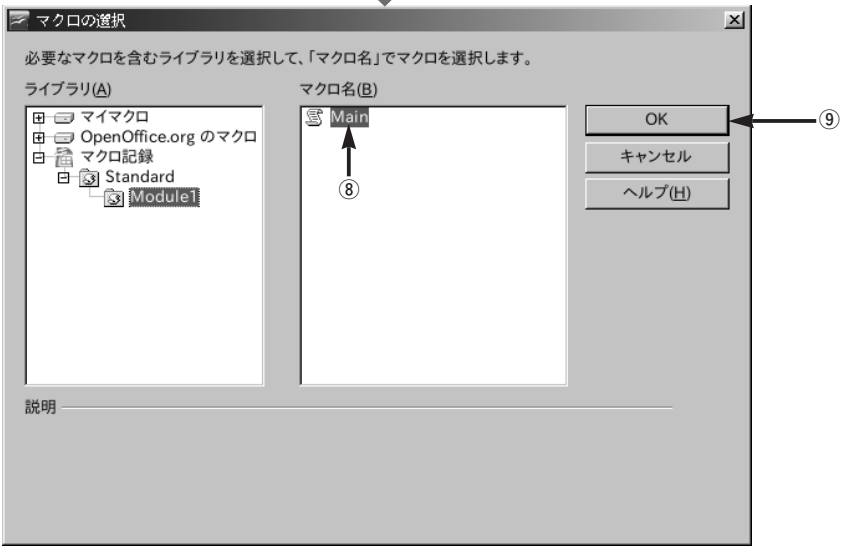 マクロの選択
必要なマクロを含むライブラリを選択して、「マクロ名」でマクロを選択します。
ライブラリ(A)
マクロ名(B)
マイマクロ
OpenOffice.org のマクロ
マクロ記録
Standard
Module1
Main
⑧
OK
⑨
キャンセル
ヘルプ(H)
説明